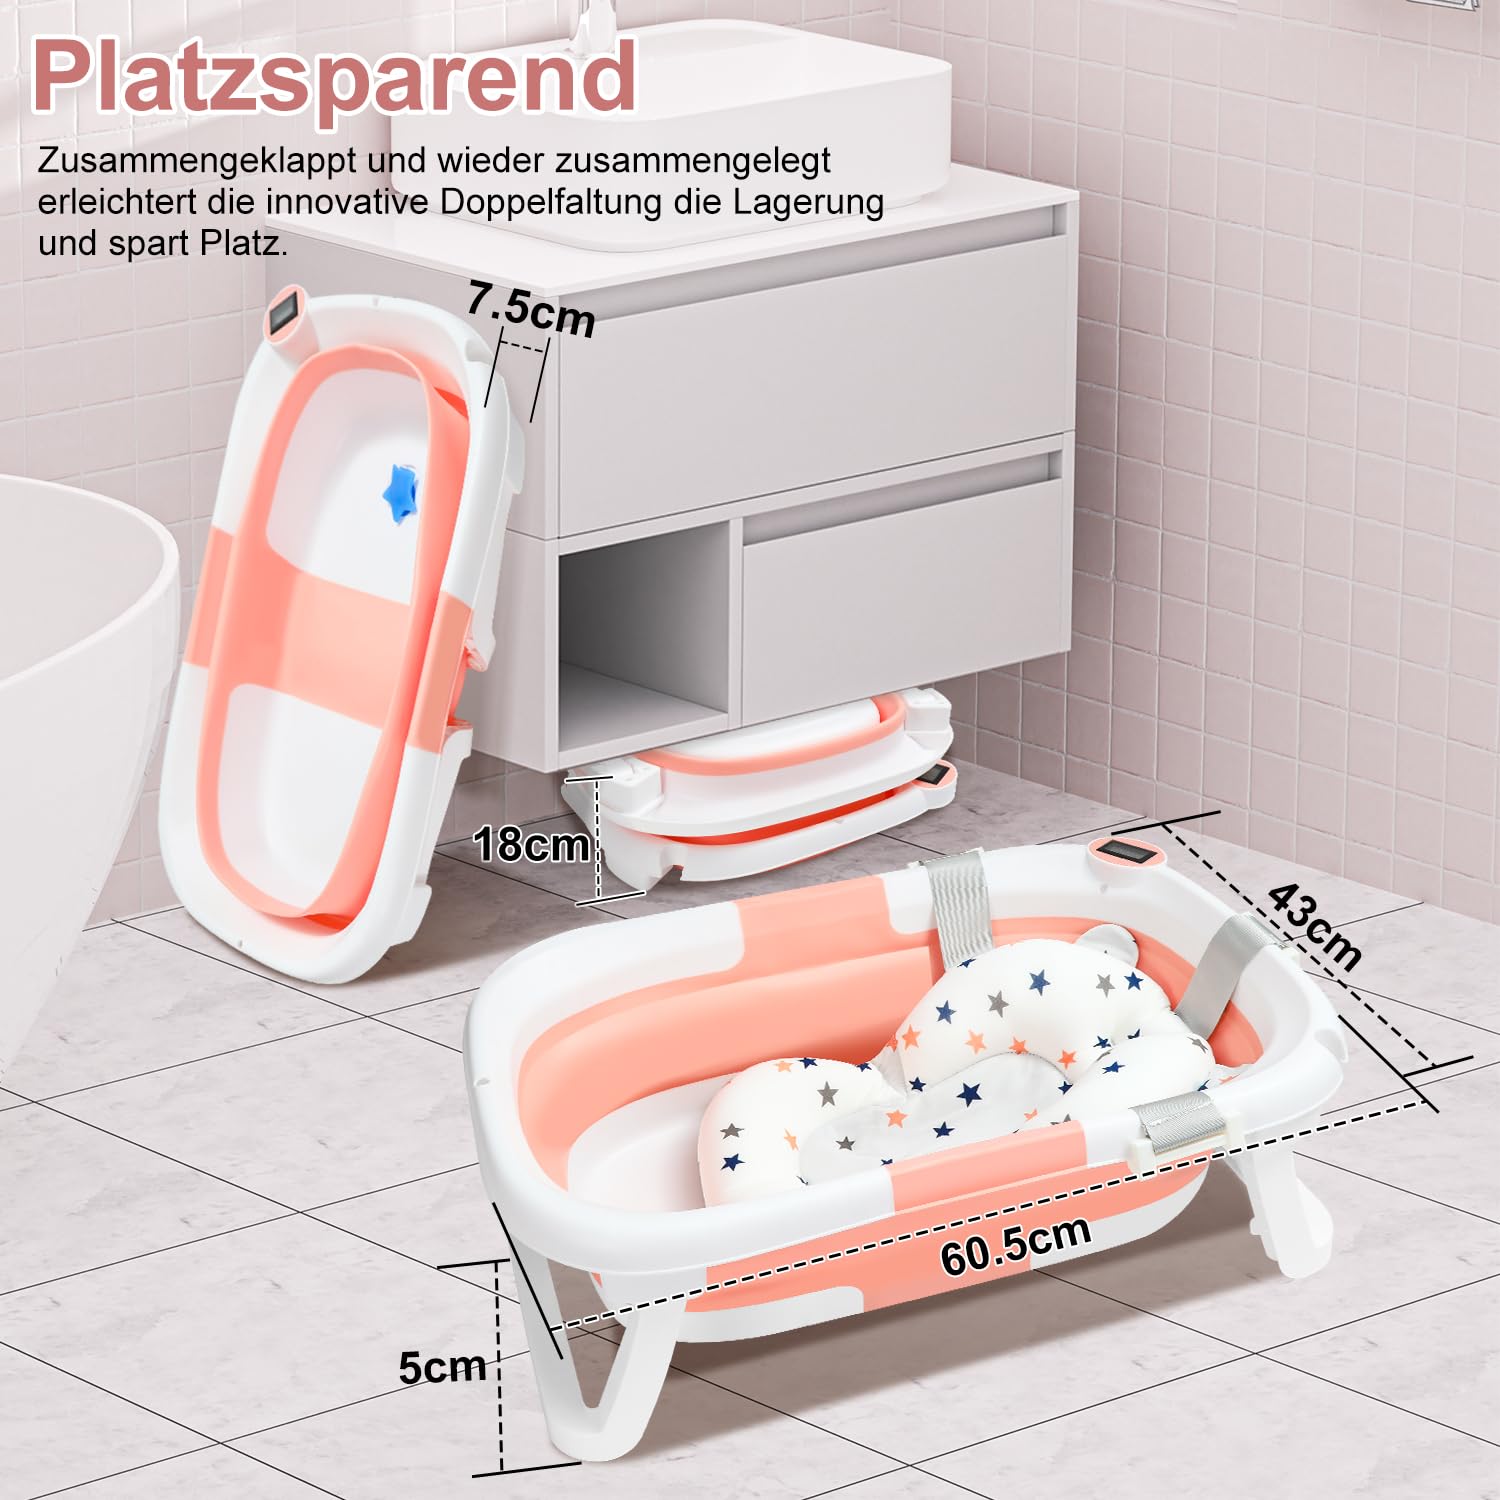 Platzsparend
Zusammengeklappt und wieder zusammengelegt
erleichtert die innovative Doppelfaltung die Lagerung
und spart Platz.
7.5cm
18cm
43cm
60.5cm
5cm